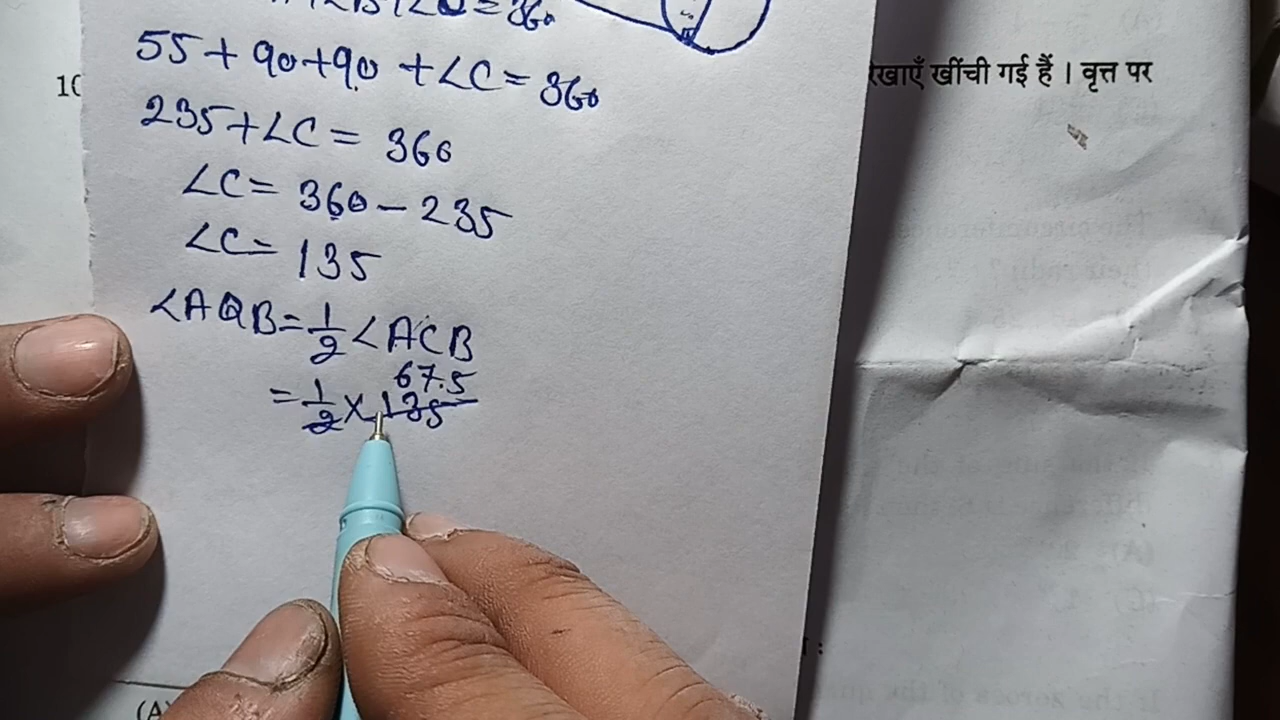 55 + 90 + 90 + ∠C = 360
10
रेखाएँ खींची गई हैं । वृत्त पर
235 + ∠C = 360
∠C = 360 - 235
∠C = 135
∠AQB = 1/2 ∠ACB
67.5
= 1/2 × 135
(A)